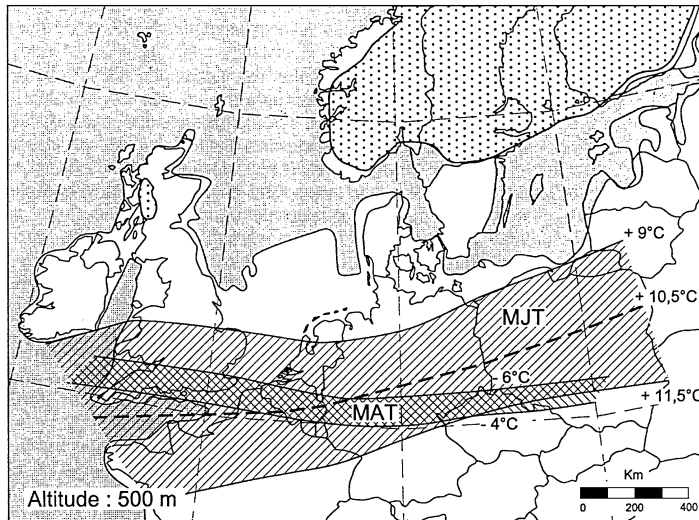 + 9°C
+ 10,5°C
MJT
- 6°C
+ 11,5°C
MAT
- 4°C
Altitude : 500 m
Km
0 200 400